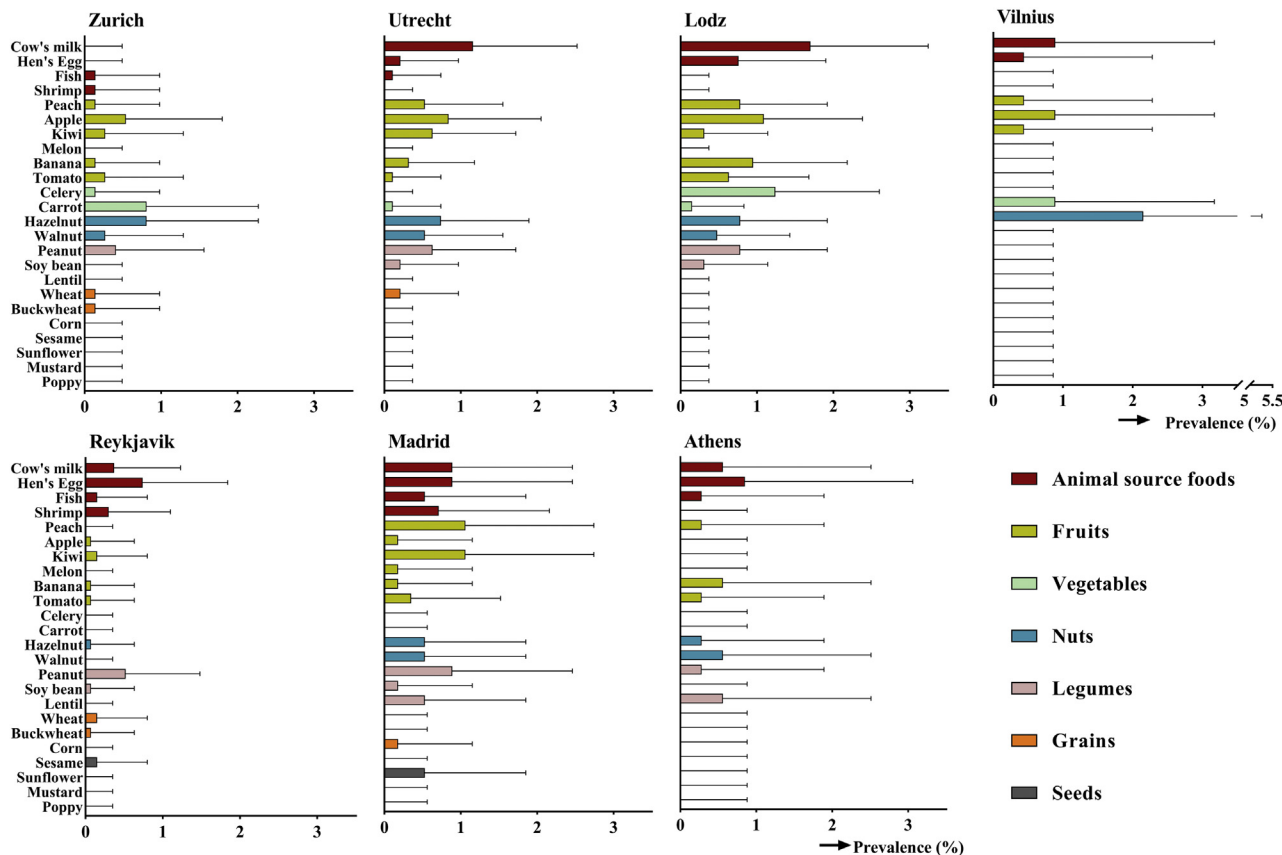 Zurich
Utrecht
Lodz
Vilnius
Cow's milk
Hen's Egg
Fish
Shrimp
Peach
Apple
Kiwi
Melon
Banana
Tomato
Celery
Carrot
Hazelnut
Walnut
Peanut
Soy bean
Lentil
Wheat
Buckwheat
Corn
Sesame
Sunflower
Mustard
Poppy
0 1 2 3
0 1 2 3
0 1 2 3
0 1 2 3 5 5.5
Prevalence (%)
Reykjavik
Madrid
Athens
Cow's milk
Hen's Egg
Fish
Shrimp
Peach
Apple
Kiwi
Melon
Banana
Tomato
Celery
Carrot
Hazelnut
Walnut
Peanut
Soy bean
Lentil
Wheat
Buckwheat
Corn
Sesame
Sunflower
Mustard
Poppy
0 1 2 3
0 1 2 3
0 1 2 3
Prevalence (%)
Animal source foods
Fruits
Vegetables
Nuts
Legumes
Grains
Seeds